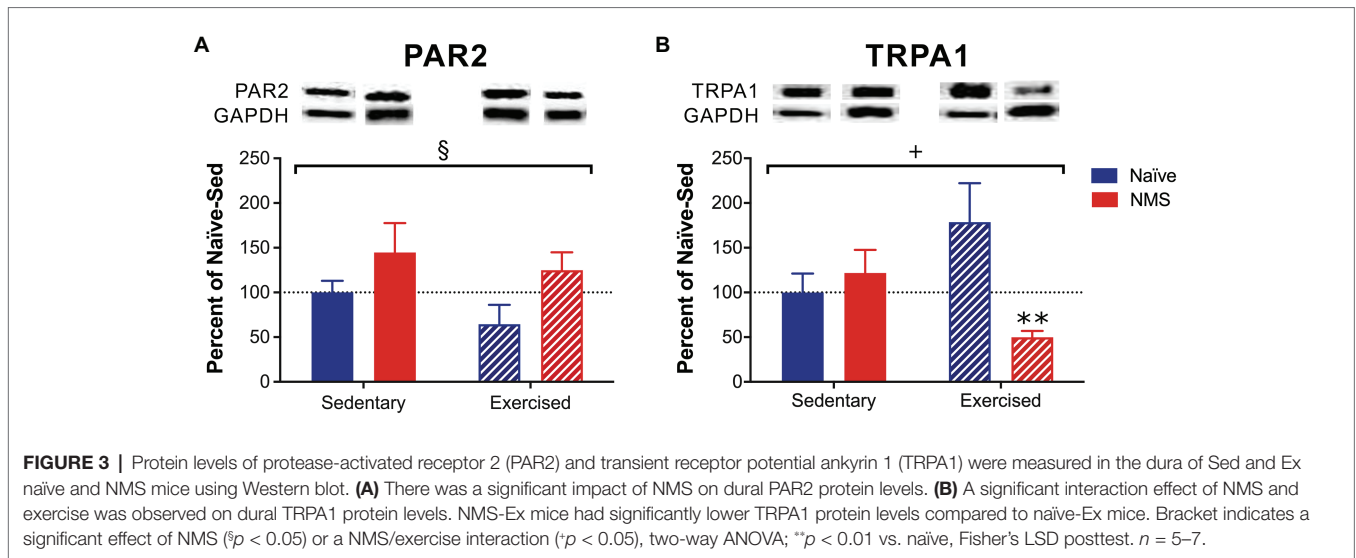 A
PAR2
PAR2
GAPDH
§
250
200
150
100
50
0
Percent of Naïve-Sed
Sedentary
Exercised
B
TRPA1
TRPA1
GAPDH
+
250
200
150
100
50
0
Percent of Naïve-Sed
**
Sedentary
Exercised
Naïve
NMS
FIGURE 3 | Protein levels of protease-activated receptor 2 (PAR2) and transient receptor potential ankyrin 1 (TRPA1) were measured in the dura of Sed and Ex
naïve and NMS mice using Western blot. (A) There was a significant impact of NMS on dural PAR2 protein levels. (B) A significant interaction effect of NMS and
exercise was observed on dural TRPA1 protein levels. NMS-Ex mice had significantly lower TRPA1 protein levels compared to naïve-Ex mice. Bracket indicates a
significant effect of NMS (§p < 0.05) or a NMS/exercise interaction (+p < 0.05), two-way ANOVA; **p < 0.01 vs. naïve, Fisher's LSD posttest. n = 5–7.